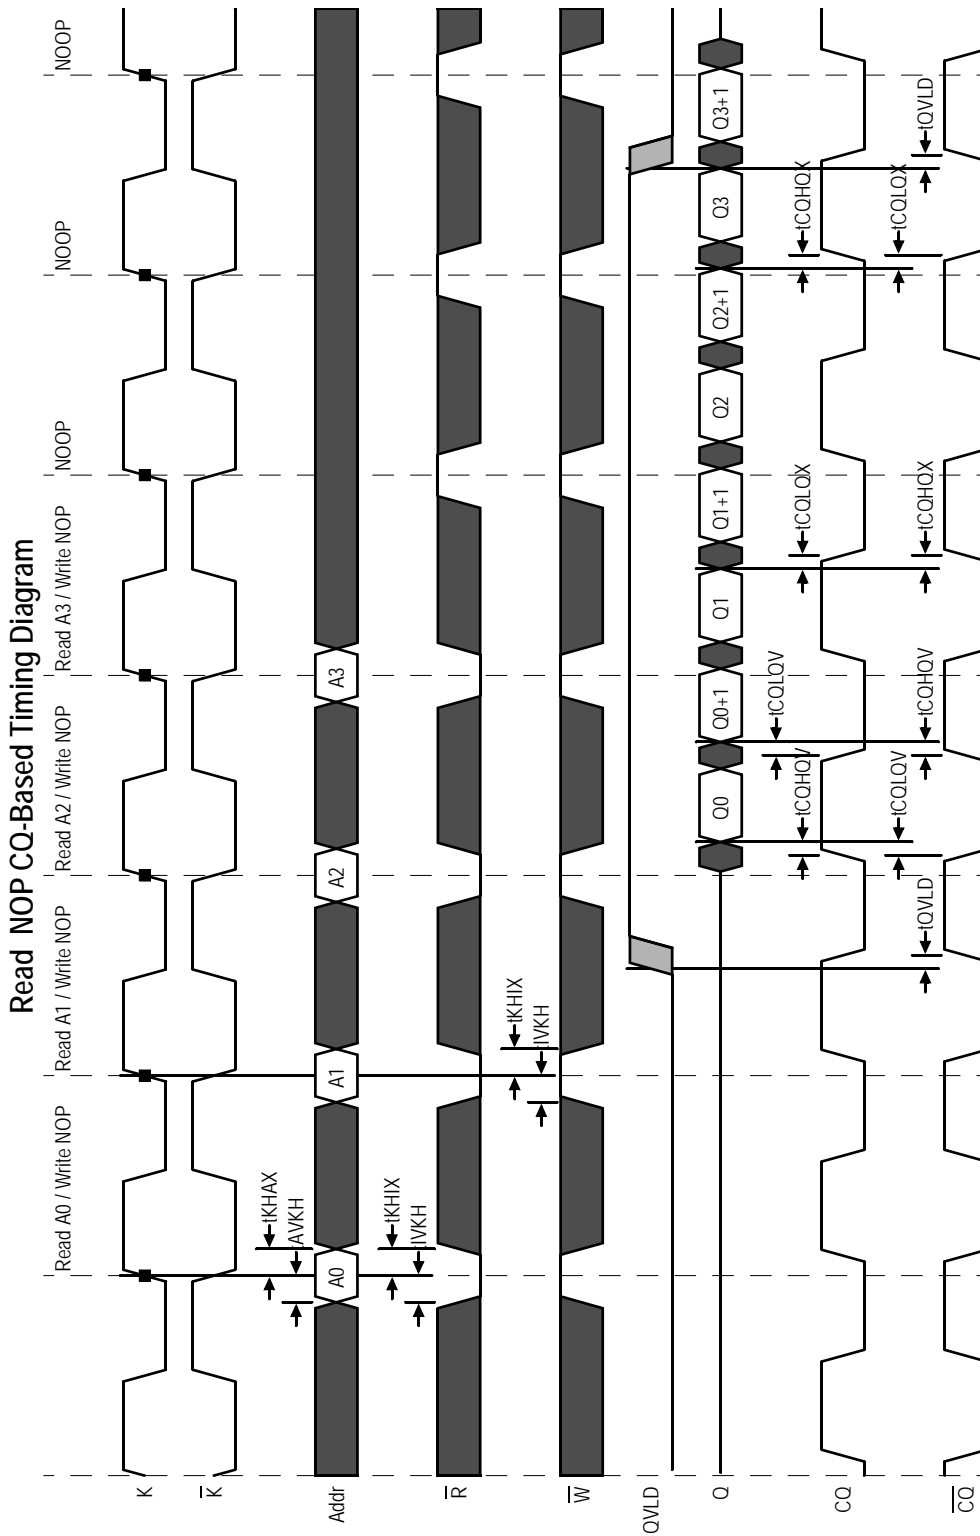 Read NOP CQ-Based Timing Diagram
Read A0 / Write NOP
Read A1 / Write NOP
Read A2 / Write NOP
Read A3 / Write NOP
NOOP
NOOP
NOOP
K
K
tKHAX
tAVKH
Addr
A0
A1
A2
A3
tKHIX
tIVKH
R
tKHIX
tIVKH
W
QVLD
Q
Q0
Q0+1
Q1
Q1+1
Q2
Q2+1
Q3
Q3+1
tCQLQV
tCQHQV
tCQLQX
tCQHQX
CQ
tCQLQV
tCQLQX
tQVLD
tCQHQV
tCQHQX
tQVLD
CQ